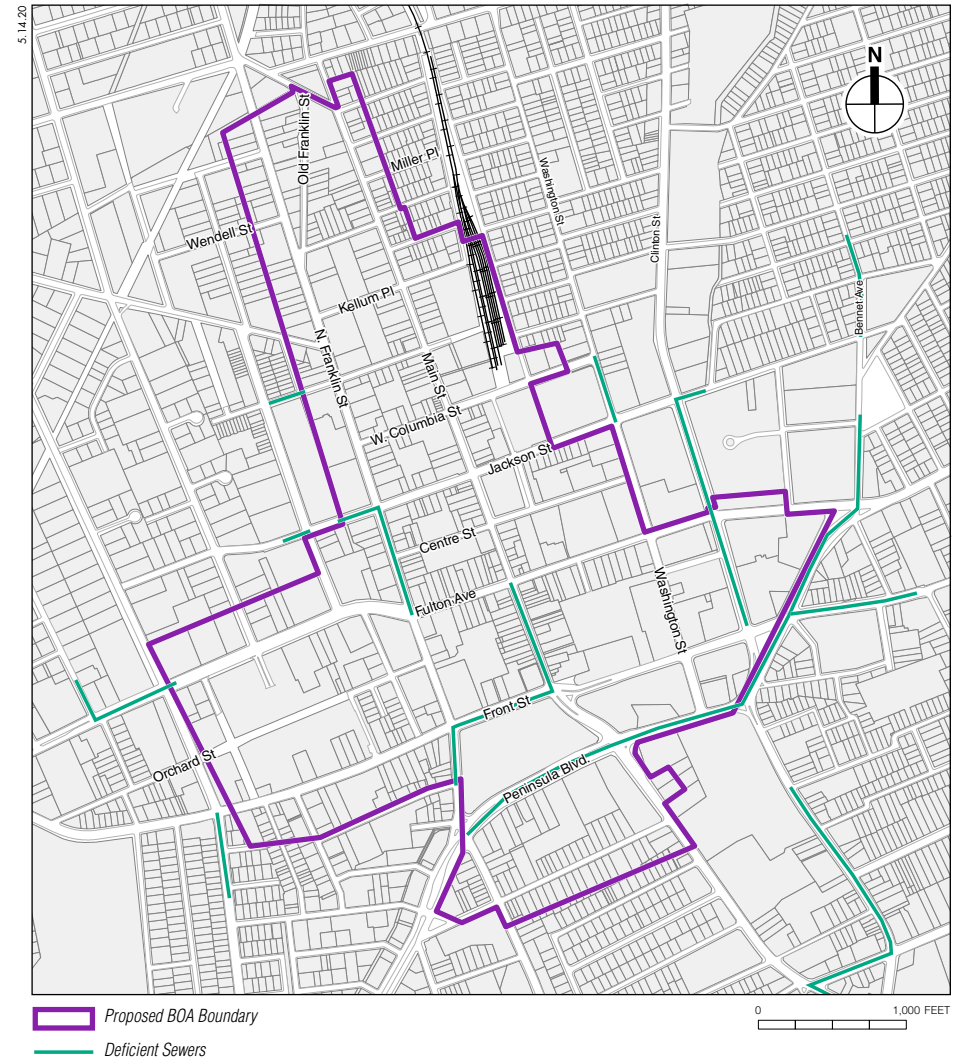 5.14.20
N
Old Franklin St
Miller Pl
Washington St
Wendell St
Clinton St
Kellum Pl
Bennet Ave
N. Franklin St
Main St
W. Columbia St
Jackson St
Centre St
Fulton Ave
Washington St
Front St
Orchard St
Peninsula Blvd.
Proposed BOA Boundary
0 1,000 FEET
Deficient Sewers